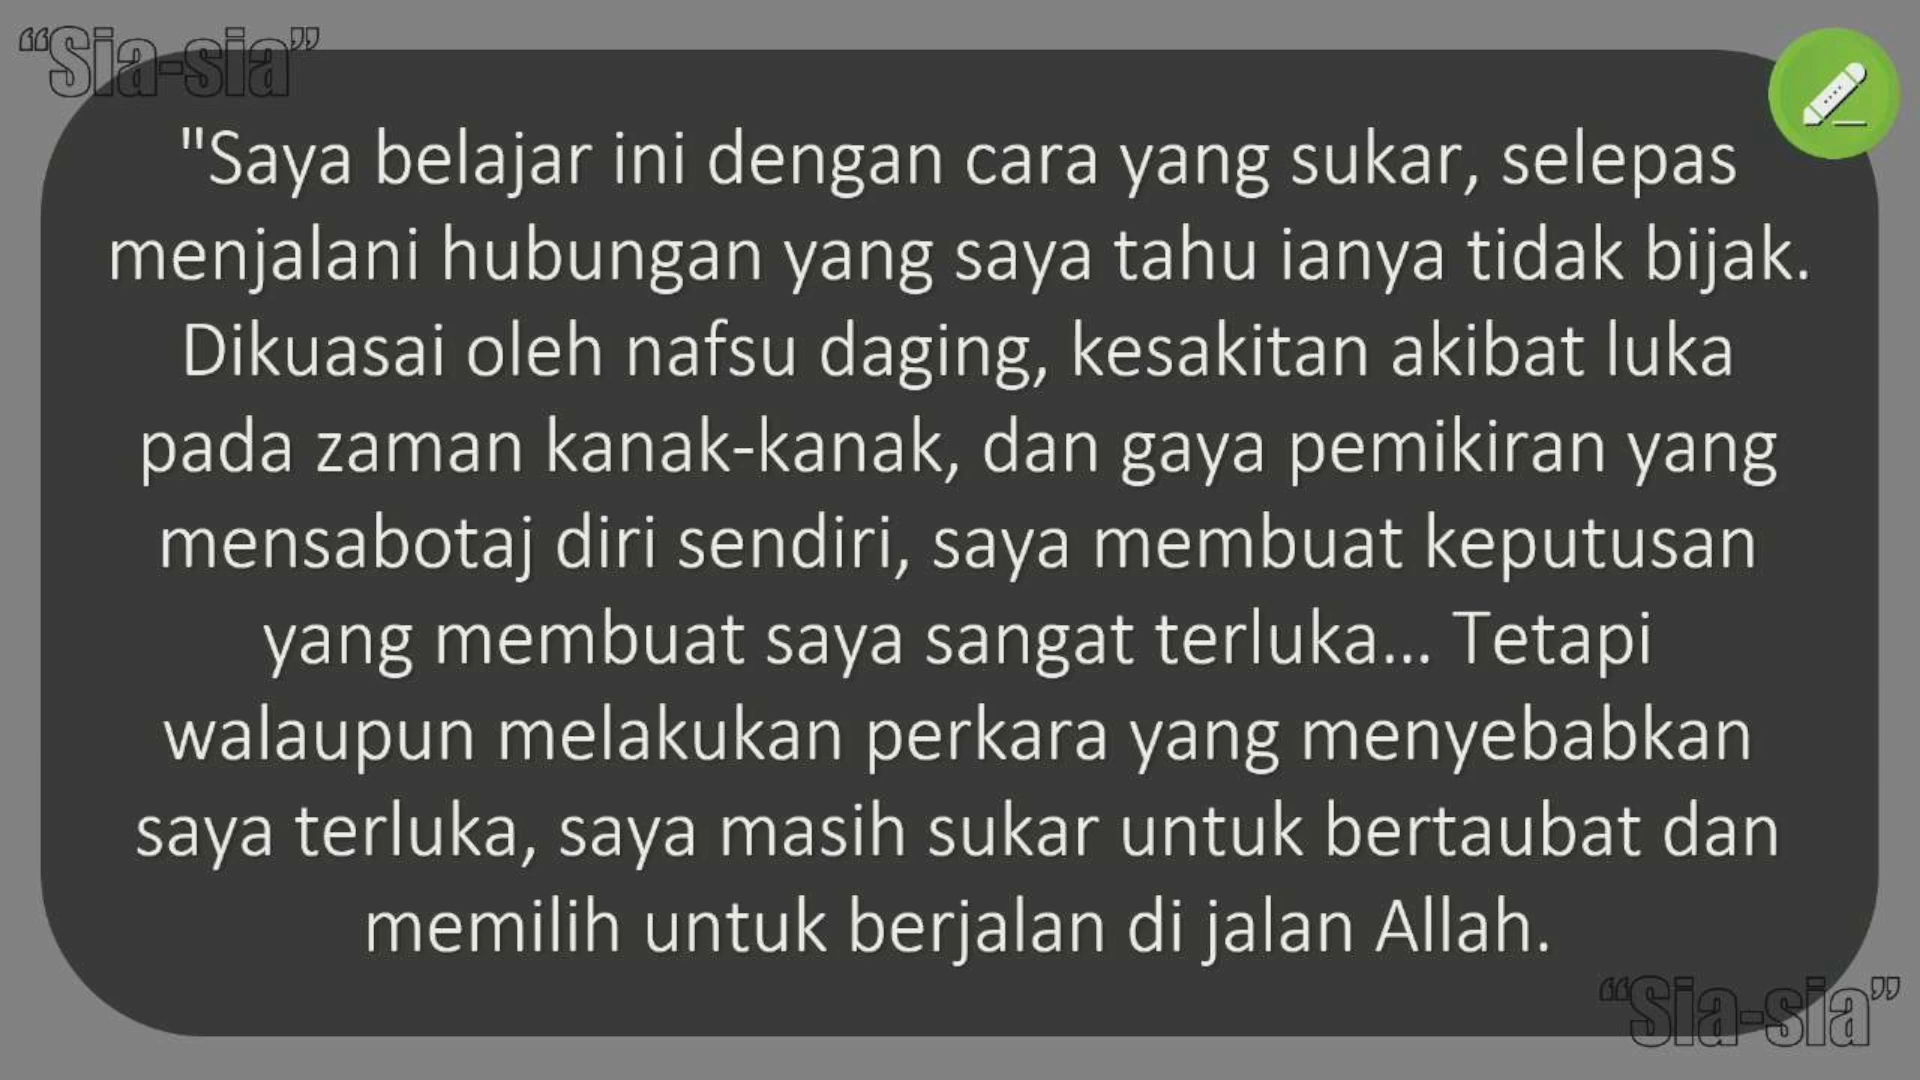 “Sia-sia”
"Saya belajar ini dengan cara yang sukar, selepas
menjalani hubungan yang saya tahu ianya tidak bijak.
Dikuasai oleh nafsu daging, kesakitan akibat luka
pada zaman kanak-kanak, dan gaya pemikiran yang
mensabotaj diri sendiri, saya membuat keputusan
yang membuat saya sangat terluka... Tetapi
walaupun melakukan perkara yang menyebabkan
saya terluka, saya masih sukar untuk bertaubat dan
memilih untuk berjalan di jalan Allah.
“Sia-sia”